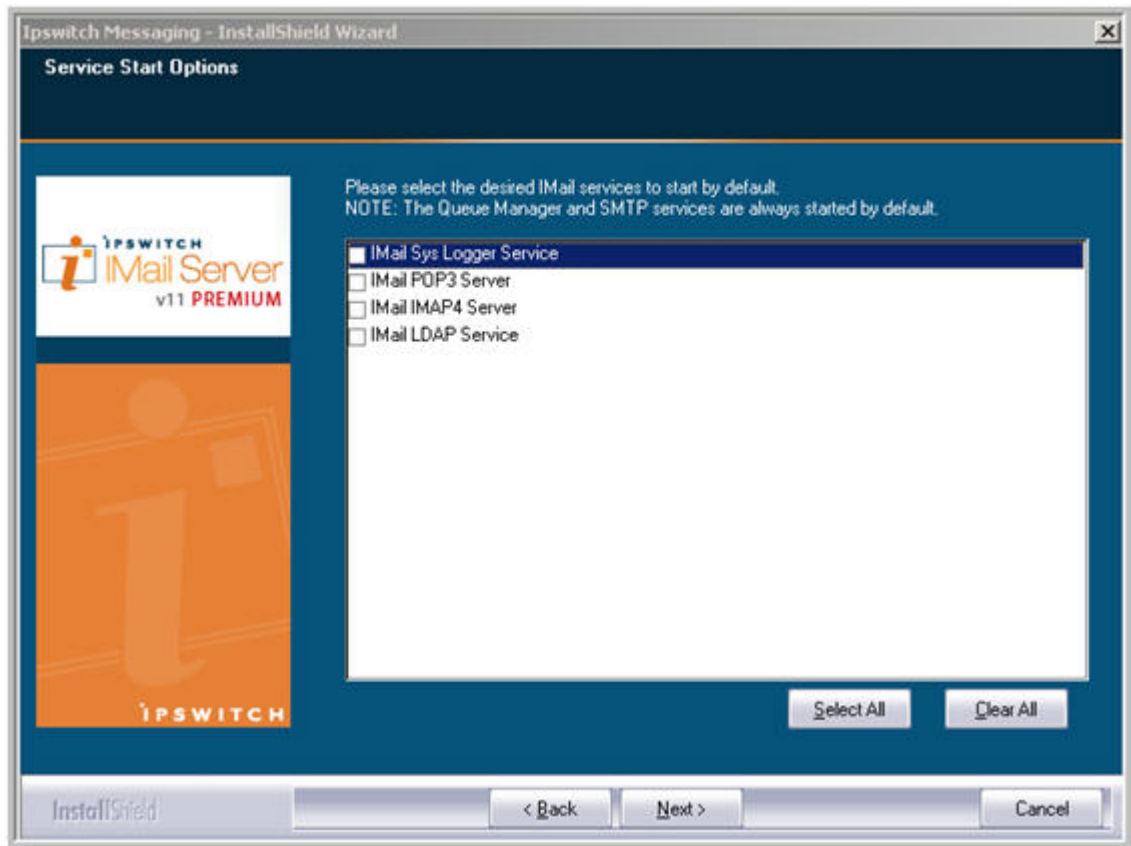 Ipswitch Messaging - InstallShield Wizard
Service Start Options
Please select the desired IMail services to start by default.
NOTE: The Queue Manager and SMTP services are always started by default.
IPSWITCH
IMail Server
v11 PREMIUM
IMail Sys Logger Service
IMail POP3 Server
IMail IMAP4 Server
IMail LDAP Service
IPSWITCH
Select All
Clear All
InstallShield
< Back
Next >
Cancel